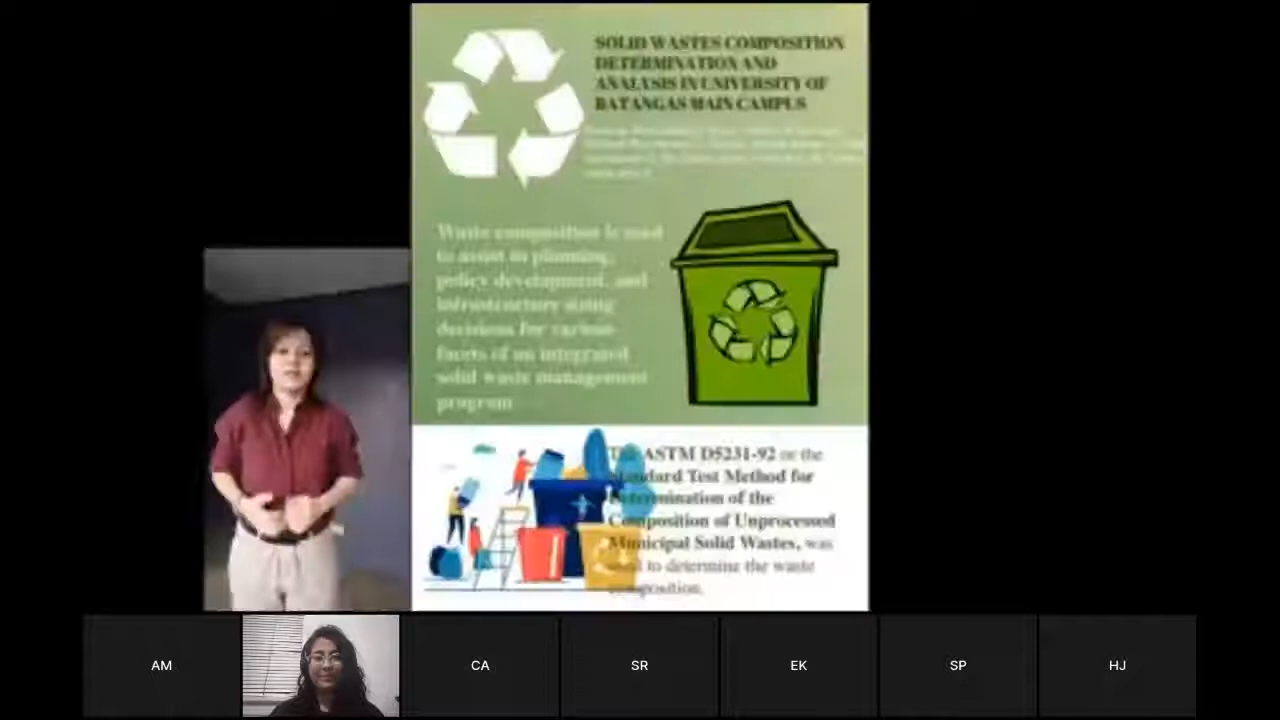 SOLID WASTES COMPOSITION
DETERMINATION AND
ANALYSIS IN UNIVERSITY OF
BATANGAS MAIN CAMPUS
Waste composition is used
to assist in planning,
policy development, and
infrastructure sizing
decisions for various
facets of an integrated
solid waste management
program
The ASTM D5231-92 or the
Standard Test Method for
Determination of the
Composition of Unprocessed
Municipal Solid Wastes, was
used to determine the waste
composition.
AM
CA
SR
EK
SP
HJ